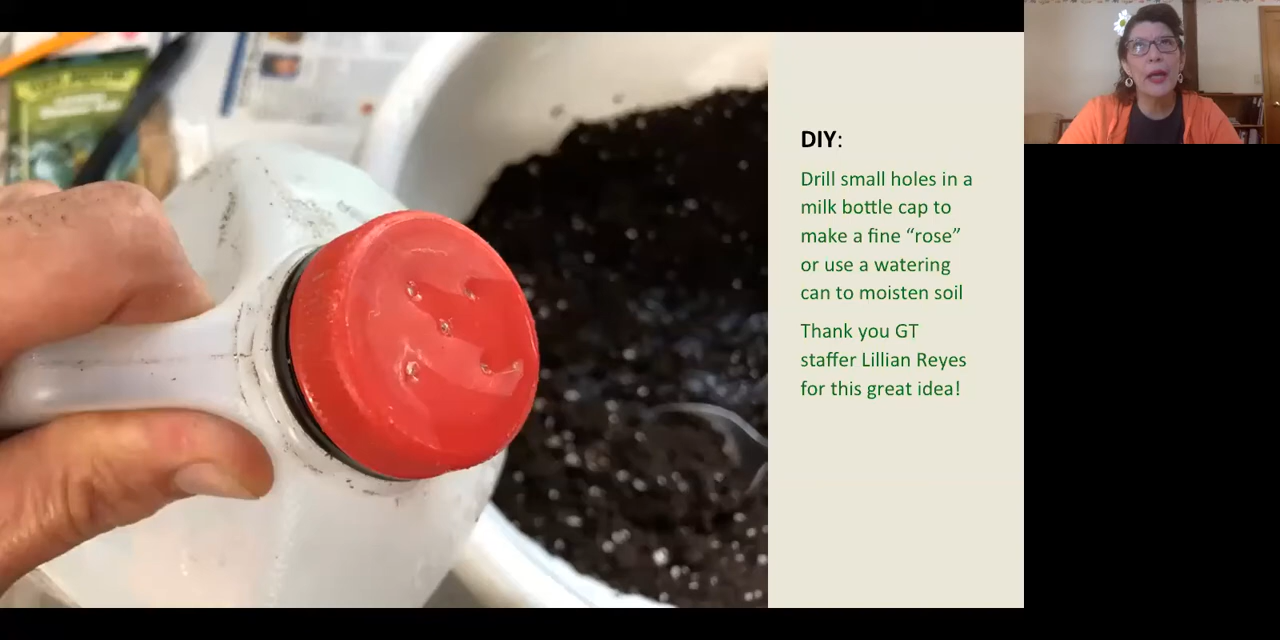 DIY:
Drill small holes in a
milk bottle cap to
make a fine “rose”
or use a watering
can to moisten soil
Thank you GT
staffer Lillian Reyes
for this great idea!